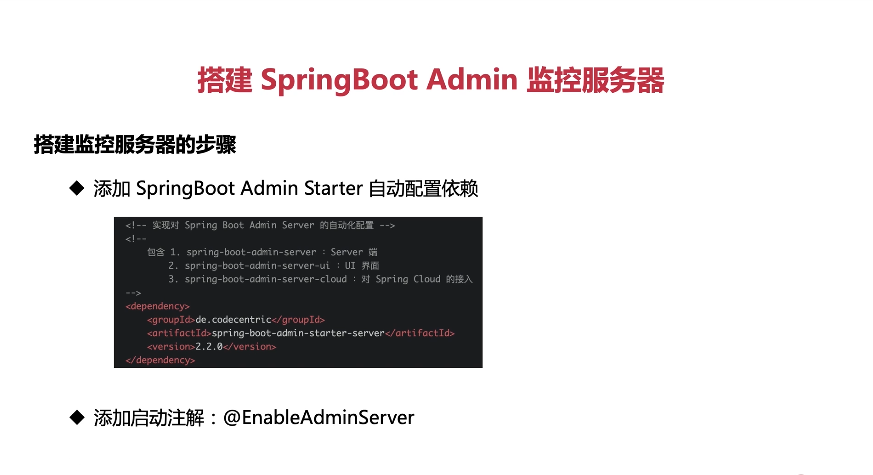 搭建 SpringBoot Admin 监控服务器
搭建监控服务器的步骤
◆ 添加 SpringBoot Admin Starter 自动配置依赖
<!-- 实现对 Spring Boot Admin Server 的自动化配置 -->
<!--
包含 1. spring-boot-admin-server : Server 端
2. spring-boot-admin-server-ui : UI 界面
3. spring-boot-admin-server-cloud : 对 Spring Cloud 的接入
-->
<dependency>
<groupId>de.codecentric</groupId>
<artifactId>spring-boot-admin-starter-server</artifactId>
<version>2.2.0</version>
</dependency>
◆ 添加启动注解：@EnableAdminServer